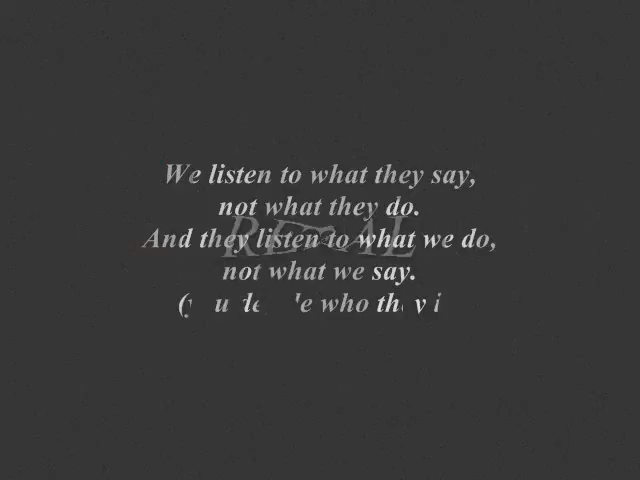 We listen to what they say,
not what they do.
And they listen to what we do,
not what we say.
who they